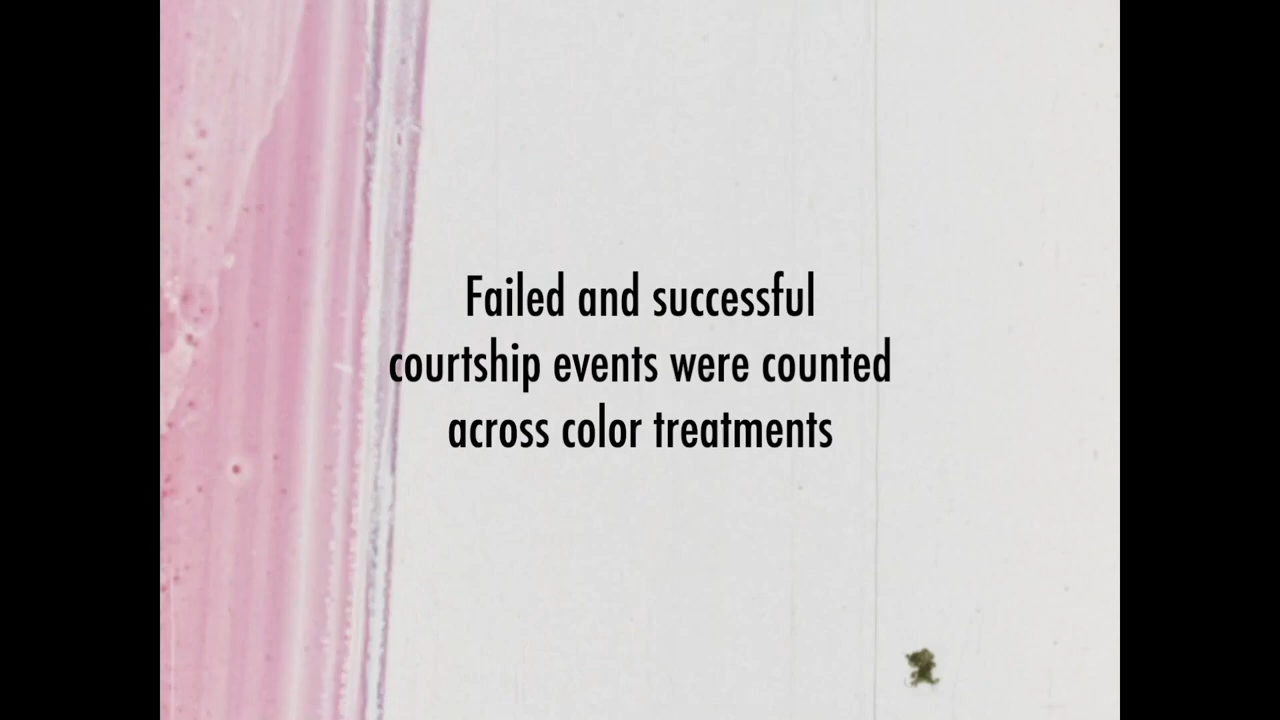 Failed and successful
courtship events were counted
across color treatments